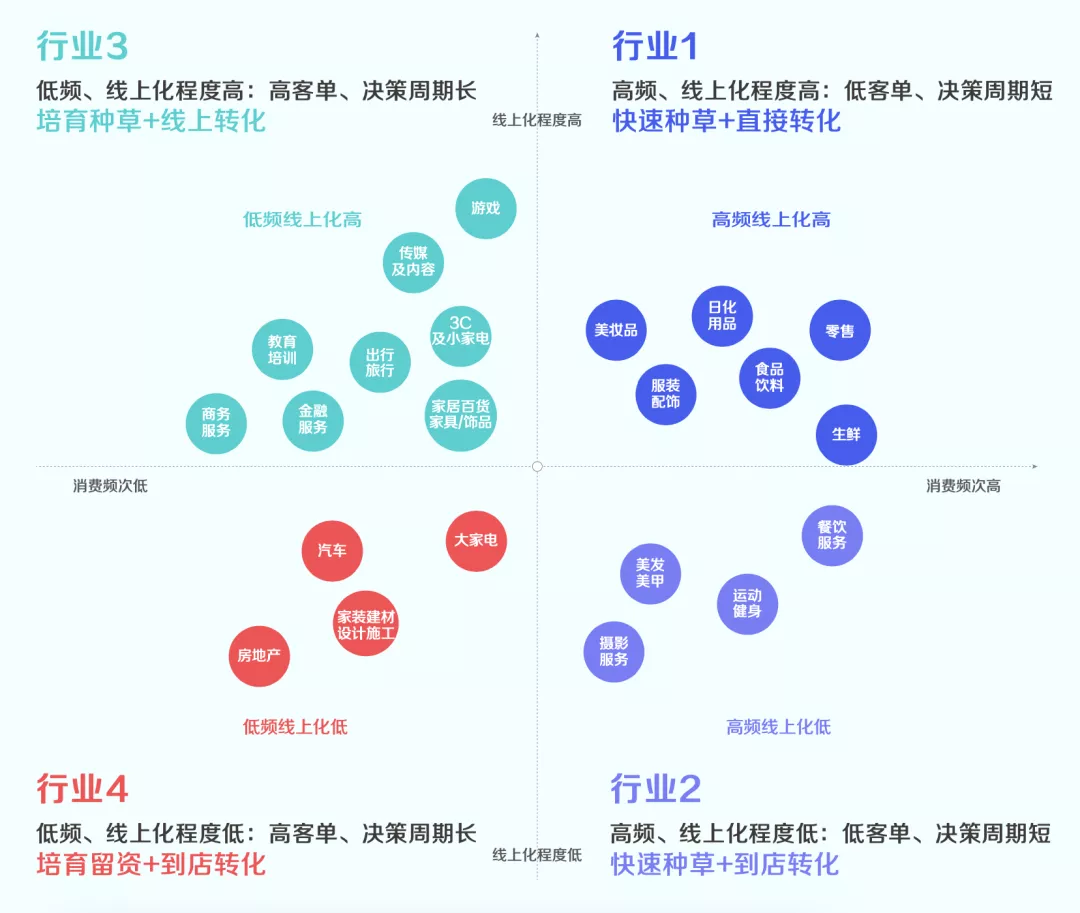 行业3
低频、线上化程度高：高客单、决策周期长
培育种草+线上转化
行业1
高频、线上化程度高：低客单、决策周期短
快速种草+直接转化
线上化程度高
低频线上化高
游戏
传媒
及内容
3C
及小家电
教育
培训
出行
旅行
商务
服务
金融
服务
家居百货
家具/饰品
高频线上化高
美妆品
日化
用品
零售
服装
配饰
食品
饮料
生鲜
消费频次低
消费频次高
汽车
大家电
家装建材
设计施工
房地产
低频线上化低
餐饮
服务
美发
美甲
运动
健身
摄影
服务
高频线上化低
行业4
低频、线上化程度低：高客单、决策周期长
培育留资+到店转化
线上化程度低
行业2
高频、线上化程度低：低客单、决策周期短
快速种草+到店转化